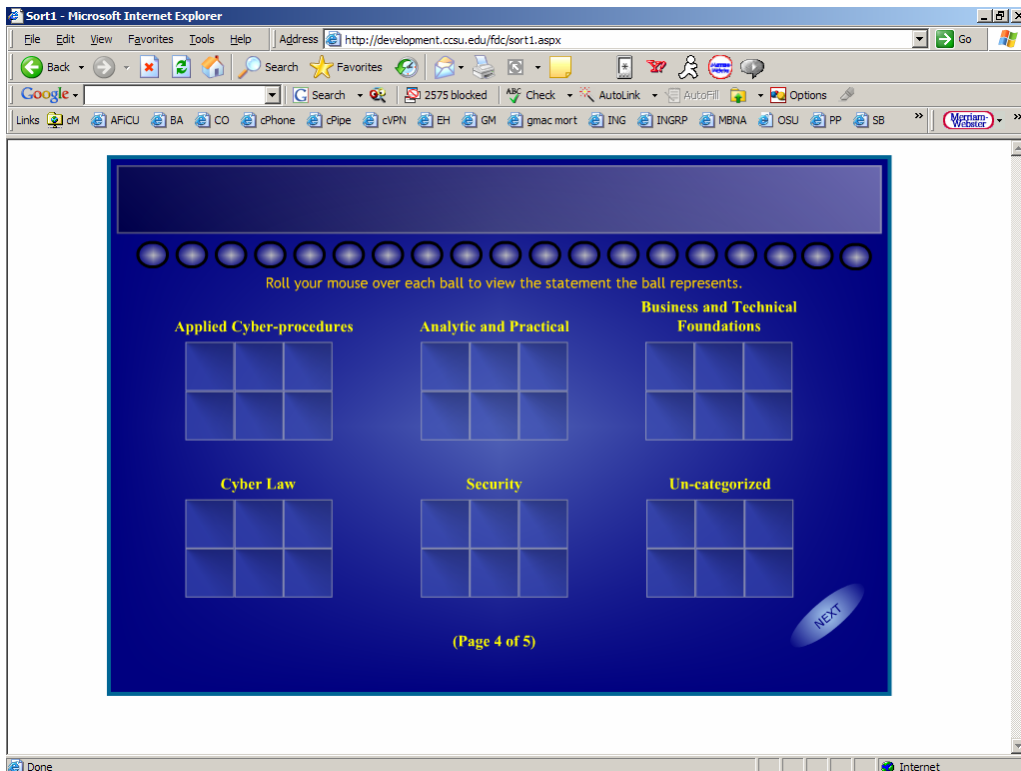 Sort1 - Microsoft Internet Explorer
File Edit View Favorites Tools Help Address http://development.ccsu.edu/fdc/sort1.aspx Go
Back Search Favorites
Google Search 2575 blocked ABC Check AutoLink AutoFill Options
Links cM AFiCU BA CO cPhone cPipe cVPN EH GM gmac mort ING INGRP MBNA OSU PP SB » Merriam-Webster »
Roll your mouse over each ball to view the statement the ball represents.
Applied Cyber-procedures
Analytic and Practical
Business and Technical
Foundations
Cyber Law
Security
Un-categorized
NEXT
(Page 4 of 5)
Done Internet